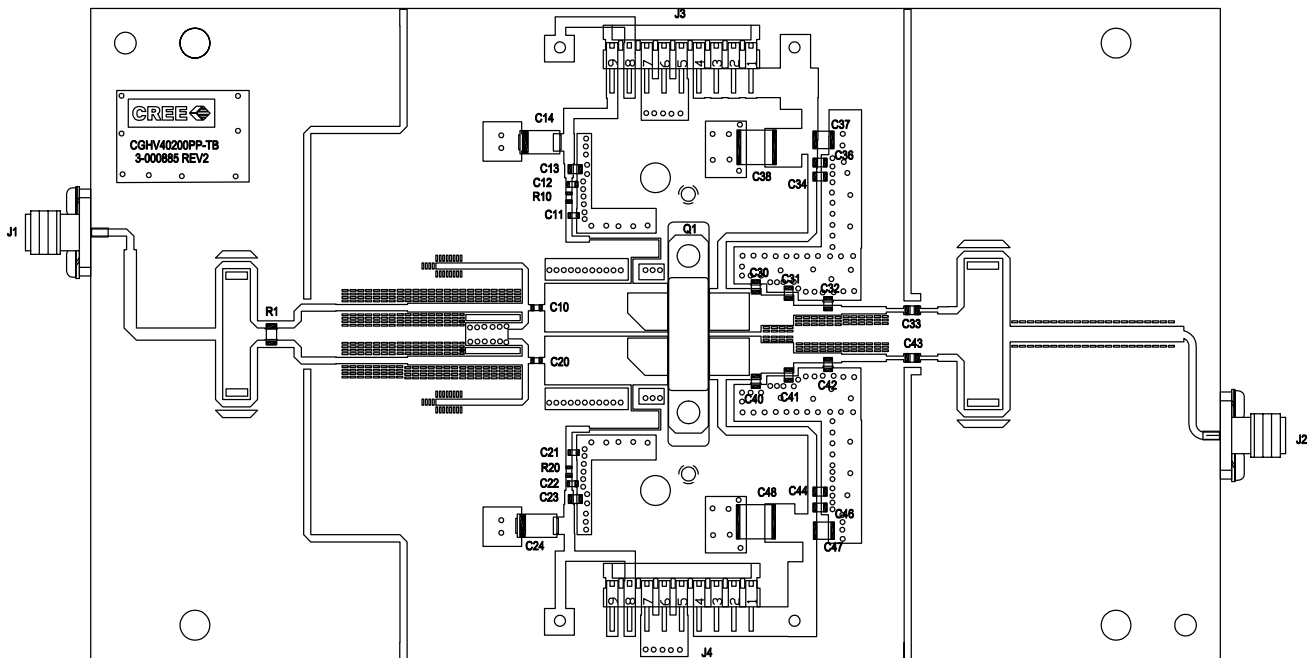 J3
9 8 7 6 5 4 3 2 1
CREE
CGHV40200PP-TB
3-000885 REV2
C14
C37
C13
C36
C38
C34
C12
R10
C11
J1
Q1
C30
C31
C32
R1
C10
C33
C20
C43
C42
C41
C40
J2
C21
R20
C22
C23
C24
C48
C44
C46
C47
9 8 7 6 5 4 3 2 1
J4